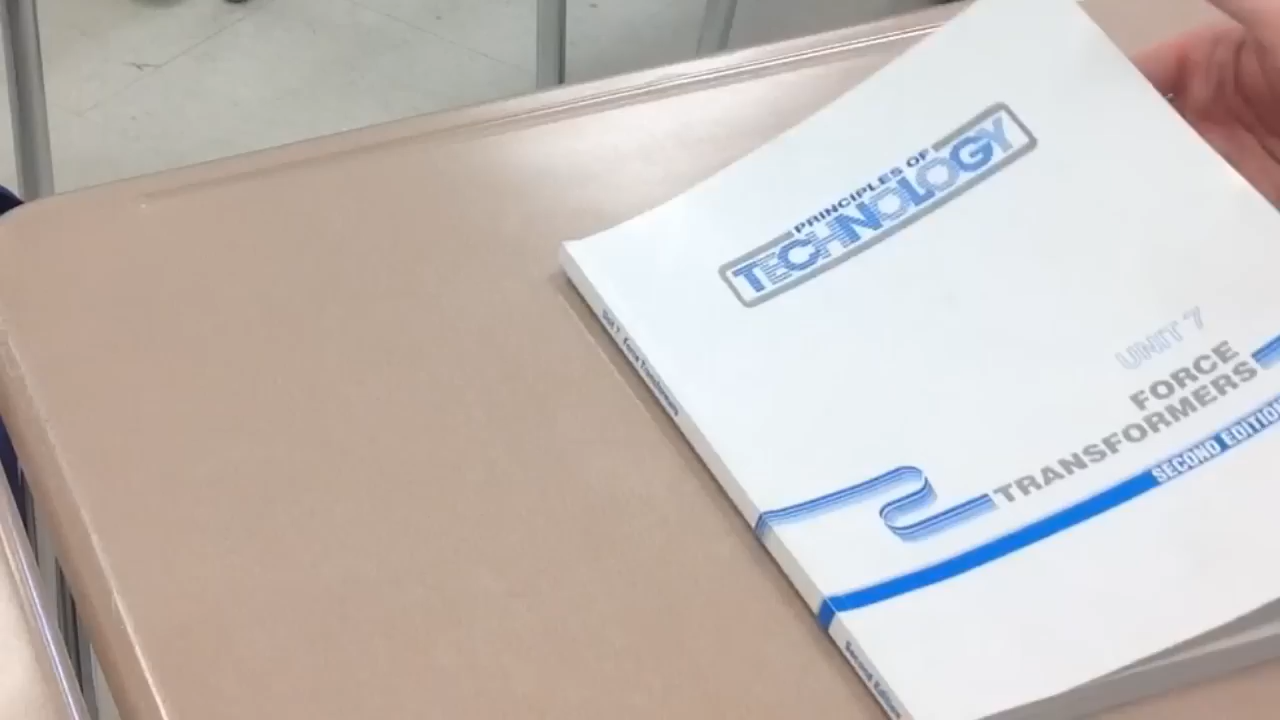 PRINCIPLES OF
TECHNOLOGY
UNIT 7
FORCE
TRANSFORMERS
SECOND EDITION
Unit 7 Force Transformers
Second Edition